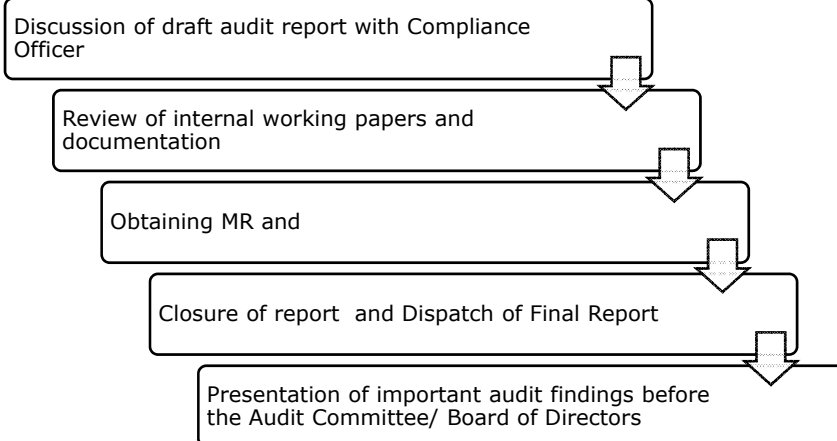 Discussion of draft audit report with Compliance
Officer
Review of internal working papers and
documentation
Obtaining MR and
Closure of report and Dispatch of Final Report
Presentation of important audit findings before
the Audit Committee/ Board of Directors